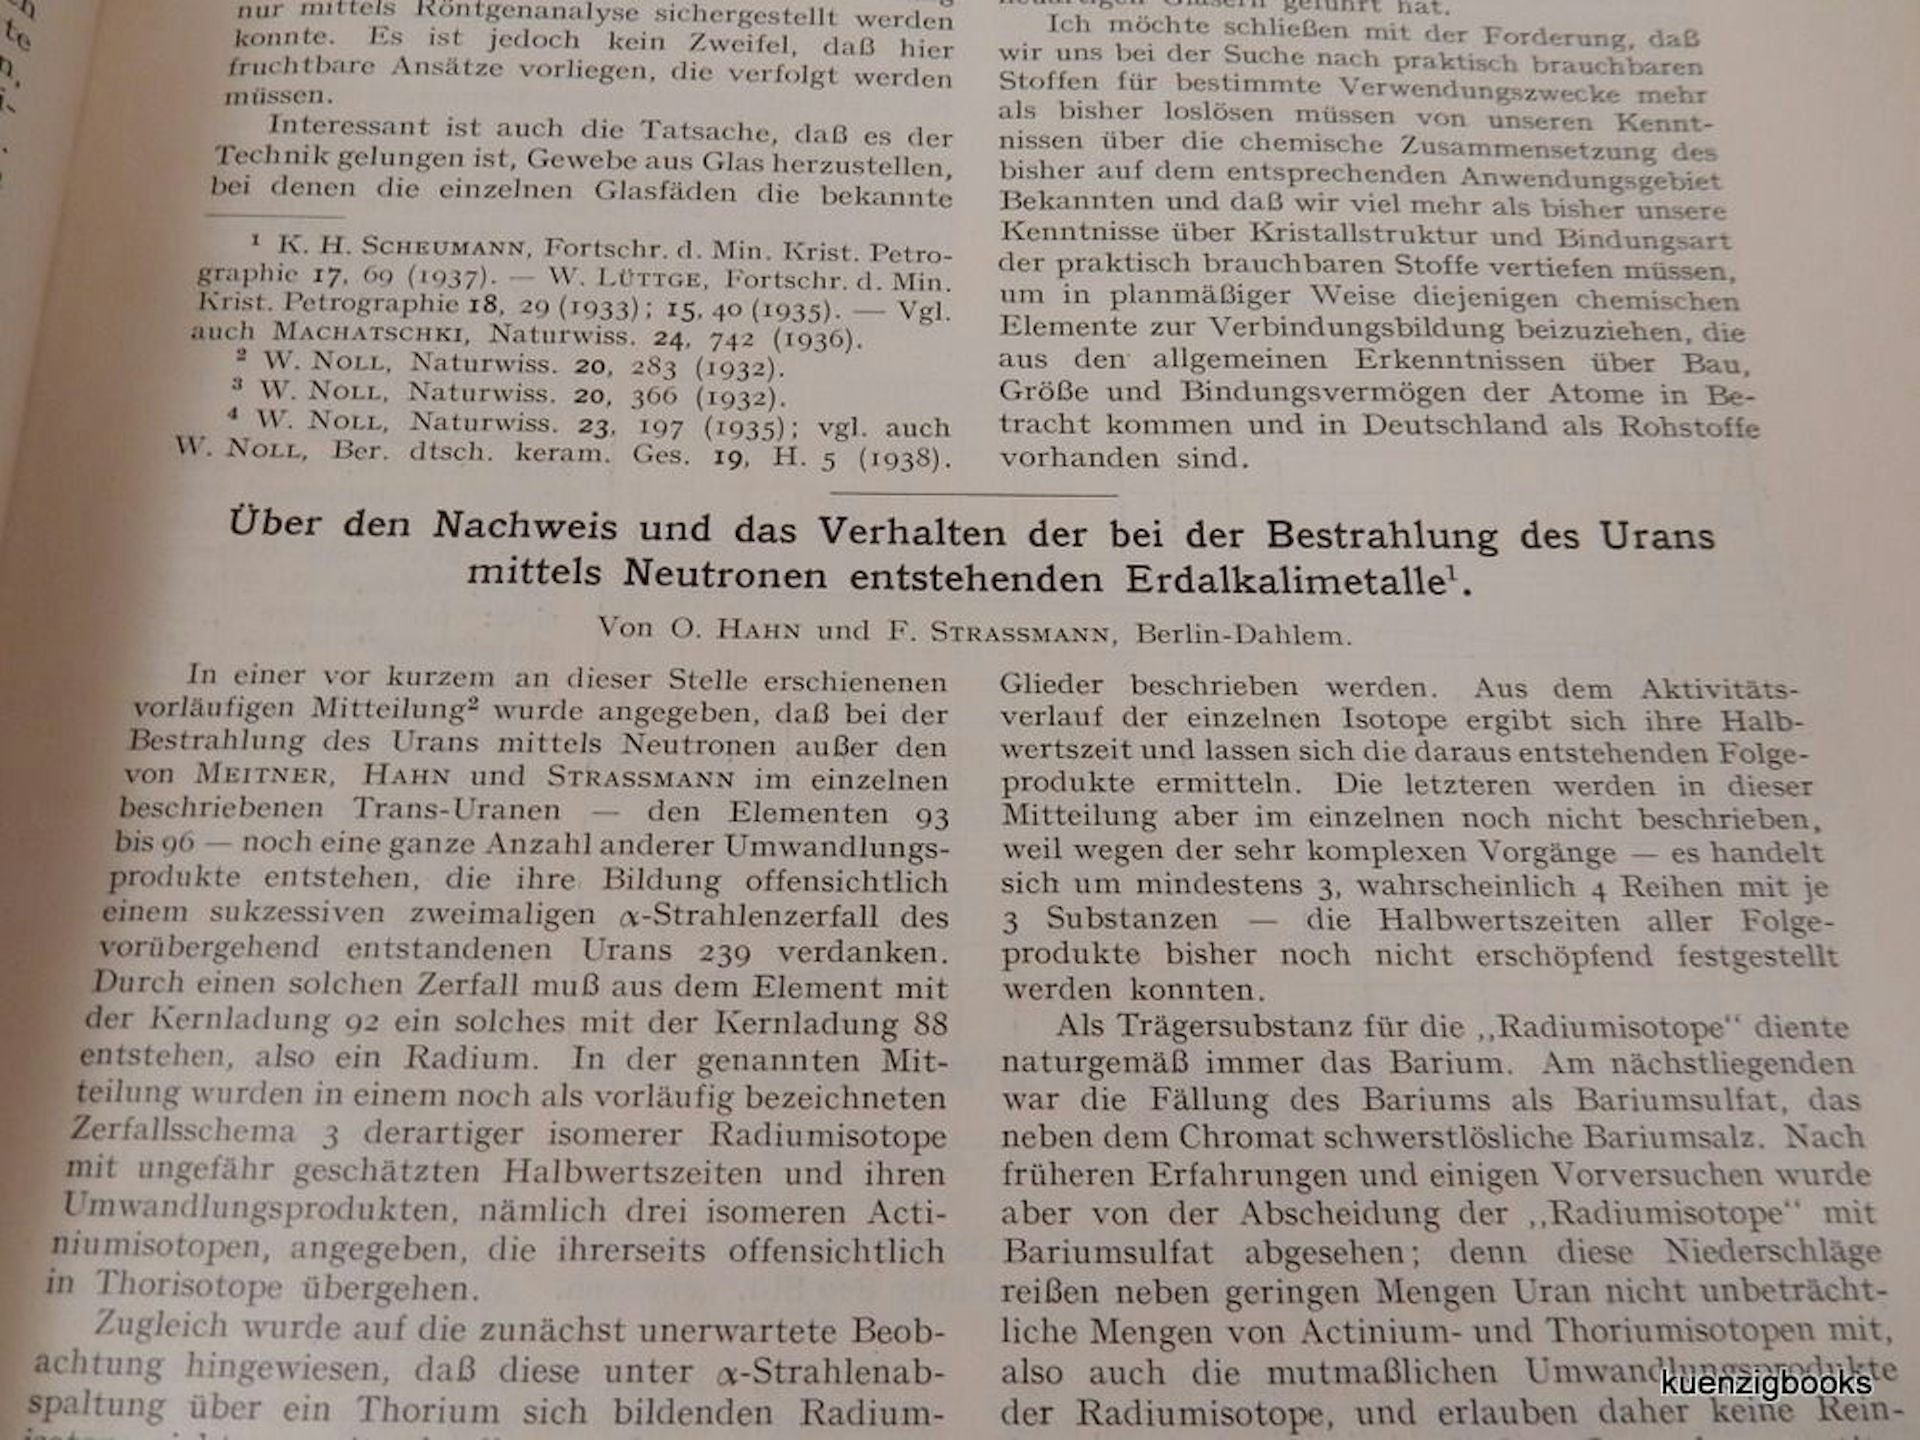 nur mittels Röntgenanalyse sichergestellt werden
konnte. Es ist jedoch kein Zweifel, daß hier
fruchtbare Ansätze vorliegen, die verfolgt werden
müssen.
Interessant ist auch die Tatsache, daß es der
Technik gelungen ist, Gewebe aus Glas herzustellen,
bei denen die einzelnen Glasfäden die bekannte
¹ K. H. SCHEUMANN, Fortschr. d. Min. Krist. Petro-
graphie 17, 69 (1937). — W. LÜTTGE, Fortschr. d. Min.
Krist. Petrographie 18, 29 (1933); 15, 40 (1935). — Vgl.
auch MACHATSCHKI, Naturwiss. 24, 742 (1936).
² W. NOLL, Naturwiss. 20, 283 (1932).
³ W. NOLL, Naturwiss. 20, 366 (1932).
⁴ W. NOLL, Naturwiss. 23, 197 (1935); vgl. auch
W. NOLL, Ber. dtsch. keram. Ges. 19, H. 5 (1938).
geführt hat.
Ich möchte schließen mit der Forderung, daß
wir uns bei der Suche nach praktisch brauchbaren
Stoffen für bestimmte Verwendungszwecke mehr
als bisher loslösen müssen von unseren Kennt-
nissen über die chemische Zusammensetzung des
bisher auf dem entsprechenden Anwendungsgebiet
Bekannten und daß wir viel mehr als bisher unsere
Kenntnisse über Kristallstruktur und Bindungsart
der praktisch brauchbaren Stoffe vertiefen müssen,
um in planmäßiger Weise diejenigen chemischen
Elemente zur Verbindungsbildung beizuziehen, die
aus den allgemeinen Erkenntnissen über Bau,
Größe und Bindungsvermögen der Atome in Be-
tracht kommen und in Deutschland als Rohstoffe
vorhanden sind.
Über den Nachweis und das Verhalten der bei der Bestrahlung des Urans
mittels Neutronen entstehenden Erdalkalimetalle¹.
Von O. HAHN und F. STRASSMANN, Berlin-Dahlem.
In einer vor kurzem an dieser Stelle erschienenen
vorläufigen Mitteilung² wurde angegeben, daß bei der
Bestrahlung des Urans mittels Neutronen außer den
von MEITNER, HAHN und STRASSMANN im einzelnen
beschriebenen Trans-Uranen — den Elementen 93
bis 96 — noch eine ganze Anzahl anderer Umwandlungs-
produkte entstehen, die ihre Bildung offensichtlich
einem sukzessiven zweimaligen α-Strahlenzerfall des
vorübergehend entstandenen Urans 239 verdanken.
Durch einen solchen Zerfall muß aus dem Element mit
der Kernladung 92 ein solches mit der Kernladung 88
entstehen, also ein Radium. In der genannten Mit-
teilung wurden in einem noch als vorläufig bezeichneten
Zerfallsschema 3 derartiger isomerer Radiumisotope
mit ungefähr geschätzten Halbwertszeiten und ihren
Umwandlungsprodukten, nämlich drei isomeren Acti-
niumisotopen, angegeben, die ihrerseits offensichtlich
in Thorisotope übergehen.
Zugleich wurde auf die zunächst unerwartete Beob-
achtung hingewiesen, daß diese unter α-Strahlenab-
spaltung über ein Thorium sich bildenden Radium-
Glieder beschrieben werden. Aus dem Aktivitäts-
verlauf der einzelnen Isotope ergibt sich ihre Halb-
wertszeit und lassen sich die daraus entstehenden Folge-
produkte ermitteln. Die letzteren werden in dieser
Mitteilung aber im einzelnen noch nicht beschrieben,
weil wegen der sehr komplexen Vorgänge — es handelt
sich um mindestens 3, wahrscheinlich 4 Reihen mit je
3 Substanzen — die Halbwertszeiten aller Folge-
produkte bisher noch nicht erschöpfend festgestellt
werden konnten.
Als Trägersubstanz für die „Radiumisotope“ diente
naturgemäß immer das Barium. Am nächstliegenden
war die Fällung des Bariums als Bariumsulfat, das
neben dem Chromat schwerstlösliche Bariumsalz. Nach
früheren Erfahrungen und einigen Vorversuchen wurde
aber von der Abscheidung der „Radiumisotope“ mit
Bariumsulfat abgesehen; denn diese Niederschläge
reißen neben geringen Mengen Uran nicht unbeträcht-
liche Mengen von Actinium- und Thoriumisotopen mit,
also auch die mutmaßlichen Umwandlungsprodukte
der Radiumisotope, und erlauben daher keine Rein-
kuenzigbooks